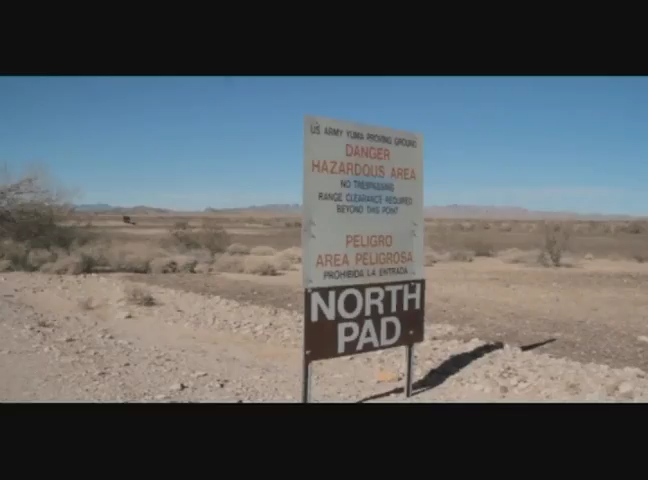 US ARMY YUMA PROVING GROUND
DANGER
HAZARDOUS AREA
NO TRESPASSING
RANGE CLEARANCE REQUIRED
BEYOND THIS POINT
PELIGRO
AREA PELIGROSA
PROHIBIDA LA ENTRADA
NORTH
PAD